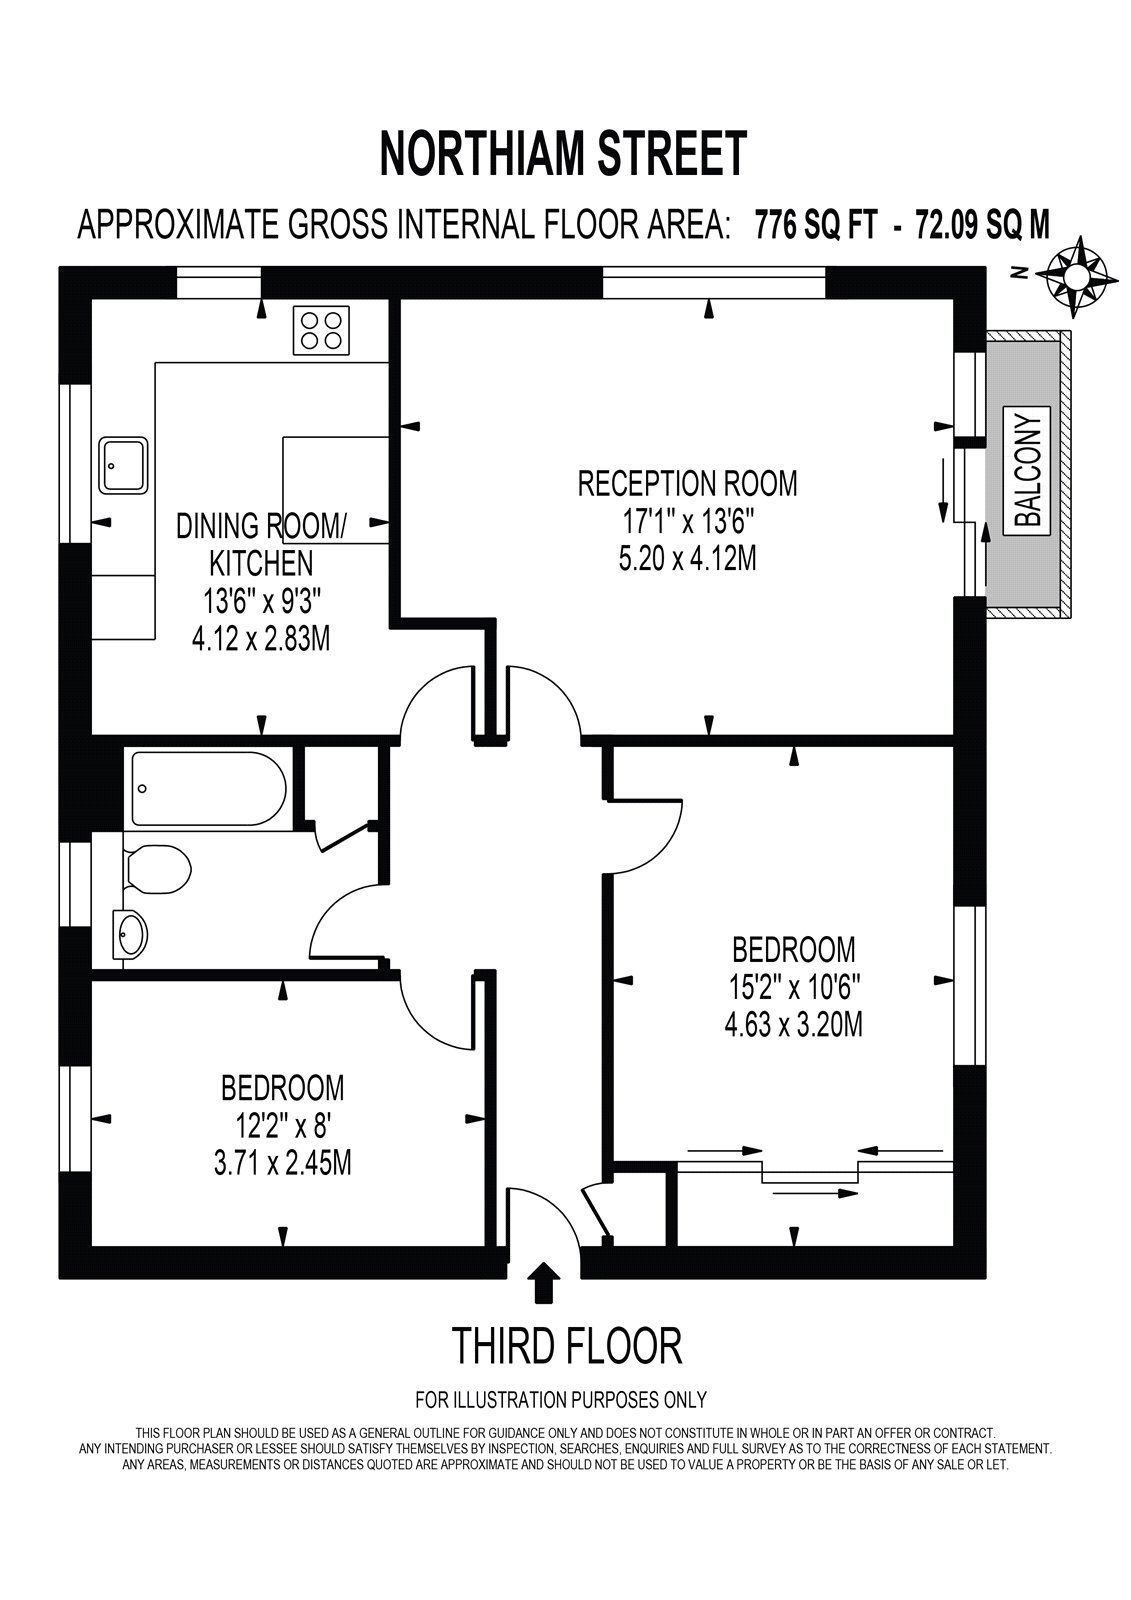 NORTHIAM STREET
APPROXIMATE GROSS INTERNAL FLOOR AREA: 776 SQ FT - 72.09 SQ M
N
BALCONY
RECEPTION ROOM
17'1" x 13'6"
5.20 x 4.12M
DINING ROOM/
KITCHEN
13'6" x 9'3"
4.12 x 2.83M
BEDROOM
15'2" x 10'6"
4.63 x 3.20M
BEDROOM
12'2" x 8'
3.71 x 2.45M
THIRD FLOOR
FOR ILLUSTRATION PURPOSES ONLY
THIS FLOOR PLAN SHOULD BE USED AS A GENERAL OUTLINE FOR GUIDANCE ONLY AND DOES NOT CONSTITUTE IN WHOLE OR IN PART AN OFFER OR CONTRACT.
ANY INTENDING PURCHASER OR LESSEE SHOULD SATISFY THEMSELVES BY INSPECTION, SEARCHES, ENQUIRIES AND FULL SURVEY AS TO THE CORRECTNESS OF EACH STATEMENT.
ANY AREAS, MEASUREMENTS OR DISTANCES QUOTED ARE APPROXIMATE AND SHOULD NOT BE USED TO VALUE A PROPERTY OR BE THE BASIS OF ANY SALE OR LET.